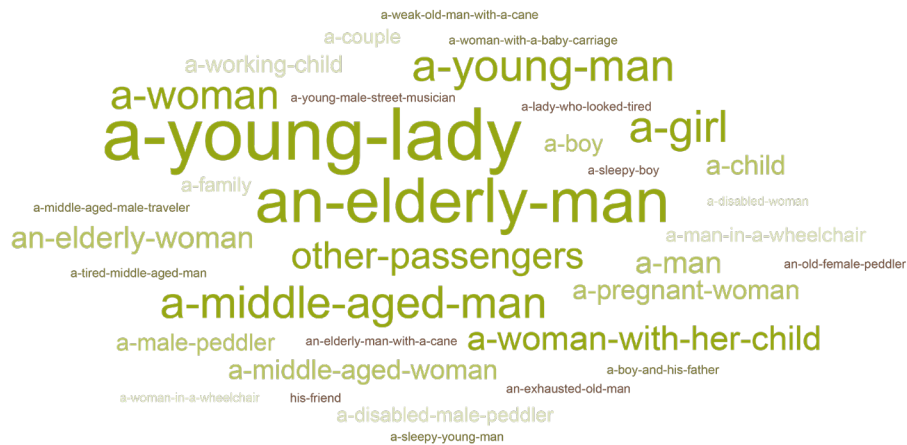 a-weak-old-man-with-a-cane
a-couple
a-woman-with-a-baby-carriage
a-working-child
a-young-man
a-woman
a-young-male-street-musician
a-lady-who-looked-tired
a-young-lady
a-girl
a-boy
a-child
a-sleepy-boy
a-family
an-elderly-man
a-disabled-woman
a-middle-aged-male-traveler
an-elderly-woman
a-man-in-a-wheelchair
other-passengers
a-man
an-old-female-peddler
a-tired-middle-aged-man
a-pregnant-woman
a-middle-aged-man
a-male-peddler
an-elderly-man-with-a-cane
a-woman-with-her-child
a-middle-aged-woman
a-boy-and-his-father
an-exhausted-old-man
a-woman-in-a-wheelchair
his-friend
a-disabled-male-peddler
a-sleepy-young-man